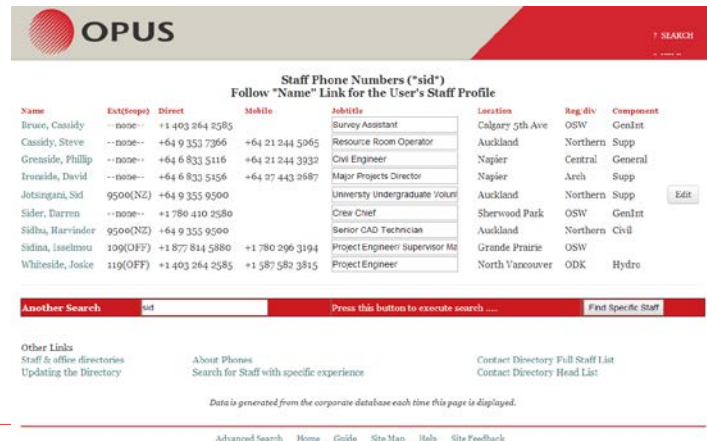 OPUS
? SEARCH
Staff Phone Numbers (*sid*)
Follow "Name" Link for the User's Staff Profile
Name Ext(Scope) Direct Mobile Jobtitle Location Reg/div Component
Bruce, Cassidy --none-- +1 403 264 2585 Survey Assistant Calgary 5th Ave OSW GenInt
Cassidy, Steve --none-- +64 9 353 7366 +64 21 244 5065 Resource Room Operator Auckland Northern Supp
Grenside, Phillip --none-- +64 6 833 5116 +64 21 244 3932 Civil Engineer Napier Central General
Ironside, David --none-- +64 6 833 5156 +64 27 443 2687 Major Projects Director Napier Arch Supp
Jotsingani, Sid 9500(NZ) +64 9 355 9500 University Undergraduate Volunt Auckland Northern Supp Edit
Sider, Darren --none-- +1 780 410 2580 Crew Chief Sherwood Park OSW GenInt
Sidhu, Harvinder 9500(NZ) +64 9 355 9500 Senior CAD Technician Auckland Northern Civil
Sidina, Isselmou 109(OFF) +1 877 814 5880 +1 780 296 3194 Project Engineer/ Supervisor Ma Grande Prairie OSW
Whiteside, Joske 119(OFF) +1 403 264 2585 +1 587 582 3815 Project Engineer North Vancouver ODK Hydro
Another Search sid Press this button to execute search .... Find Specific Staff
Other Links
Staff & office directories About Phones Contact Directory Full Staff List
Updating the Directory Search for Staff with specific experience Contact Directory Head List
Data is generated from the corporate database each time this page is displayed.
Advanced Search Home Guide Site Map Help Site Feedback